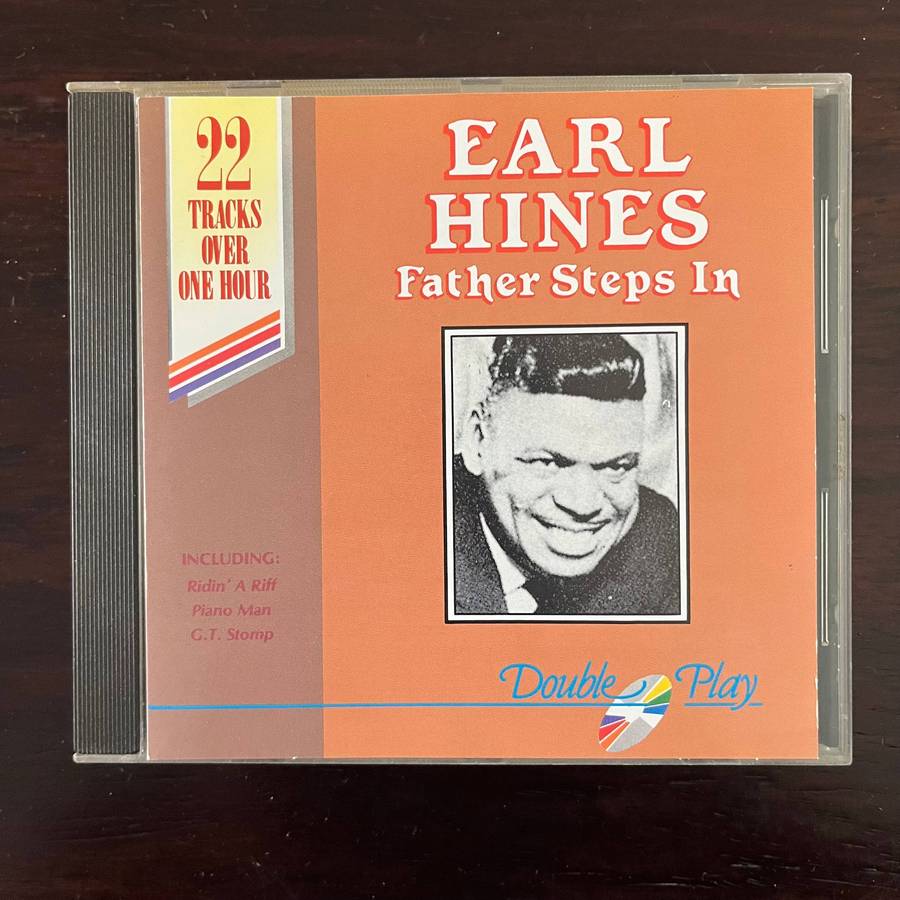 22
TRACKS
OVER
ONE HOUR
EARL
HINES
Father Steps In
INCLUDING:
Ridin' A Riff
Piano Man
G.T. Stomp
Double Play